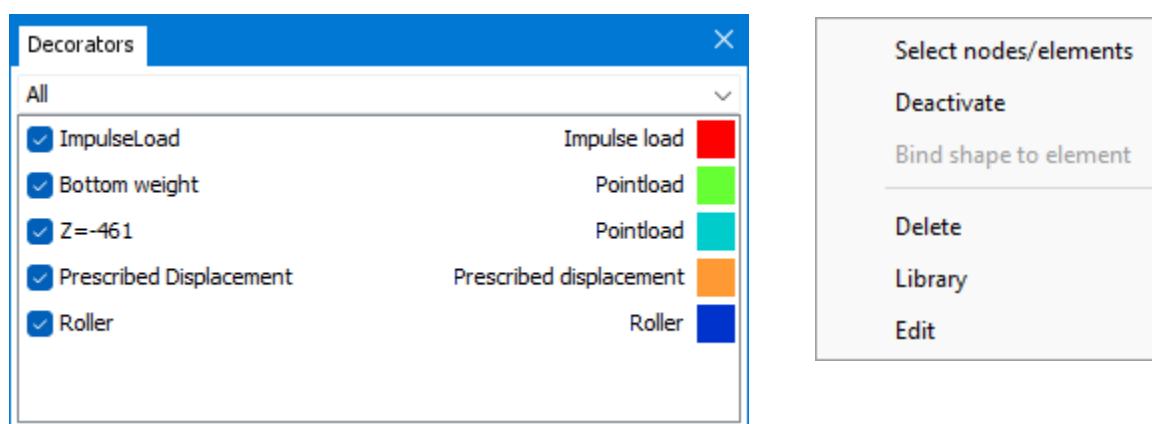 Decorators
All
ImpulseLoad Impulse load
Bottom weight Pointload
Z=-461 Pointload
Prescribed Displacement Prescribed displacement
Roller Roller
Select nodes/elements
Deactivate
Bind shape to element
Delete
Library
Edit